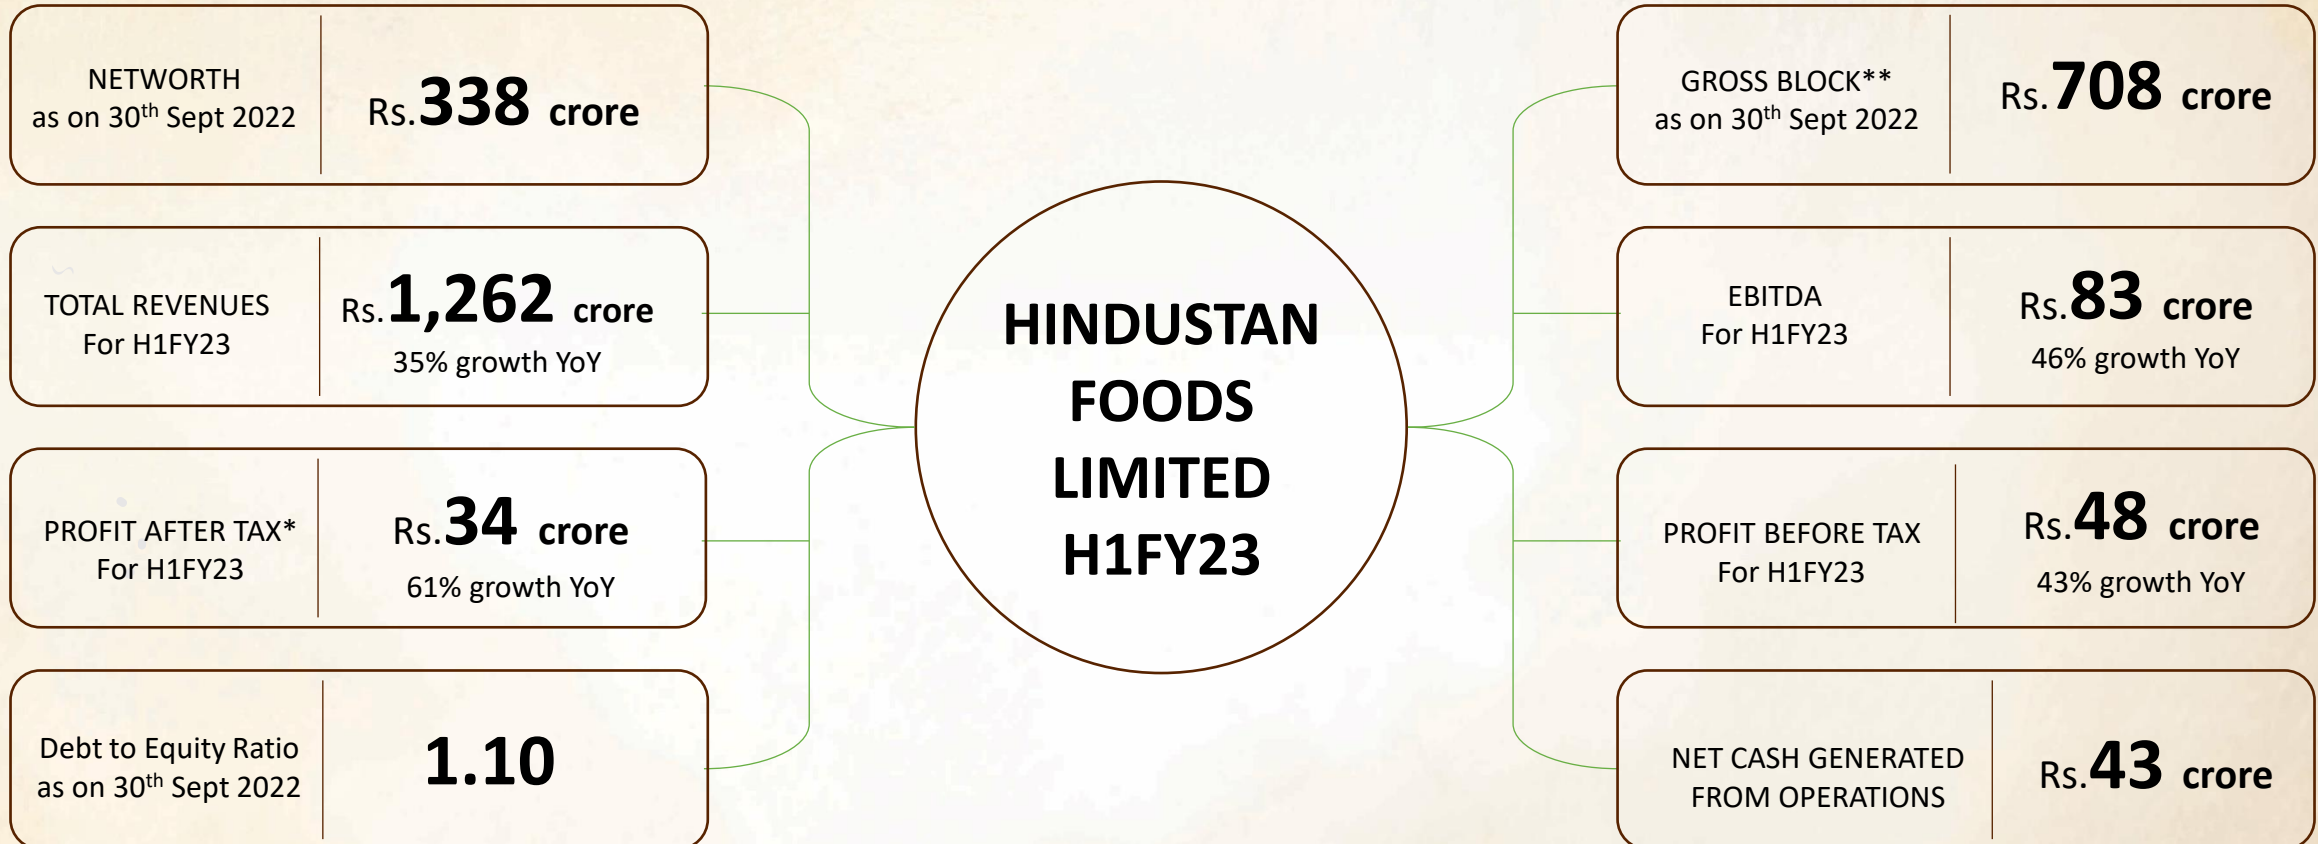 NETWORTH
as on 30th Sept 2022
Rs.338 crore
TOTAL REVENUES
For H1FY23
Rs.1,262 crore
35% growth YoY
PROFIT AFTER TAX*
For H1FY23
Rs.34 crore
61% growth YoY
Debt to Equity Ratio
as on 30th Sept 2022
1.10
HINDUSTAN
FOODS
LIMITED
H1FY23
GROSS BLOCK**
as on 30th Sept 2022
Rs.708 crore
EBITDA
For H1FY23
Rs.83 crore
46% growth YoY
PROFIT BEFORE TAX
For H1FY23
Rs.48 crore
43% growth YoY
NET CASH GENERATED
FROM OPERATIONS
Rs.43 crore